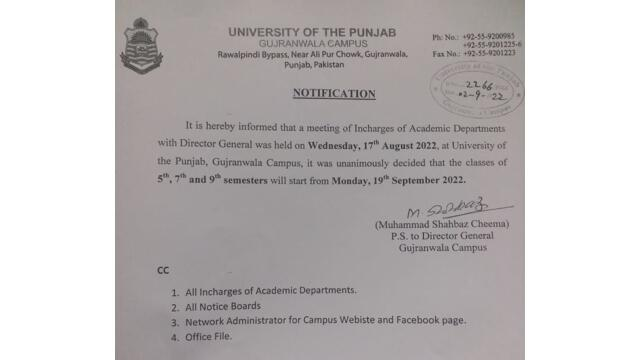 UNIVERSITY OF THE PUNJAB
GUJRANWALA CAMPUS
Rawalpindi Bypass, Near Ali Pur Chowk, Gujranwala,
Punjab, Pakistan
Ph: No.: +92-55-9200985
+92-55-9201225-6
Fax No.: +92-55-9201223
University of the Punjab
2266
02-9-22
NOTIFICATION
It is hereby informed that a meeting of Incharges of Academic Departments
with Director General was held on Wednesday, 17th August 2022, at University of
the Punjab, Gujranwala Campus, it was unanimously decided that the classes of
5th, 7th and 9th semesters will start from Monday, 19th September 2022.
M. Shahbaz
(Muhammad Shahbaz Cheema)
P.S. to Director General
Gujranwala Campus
CC
1. All Incharges of Academic Departments.
2. All Notice Boards
3. Network Administrator for Campus Webiste and Facebook page.
4. Office File.